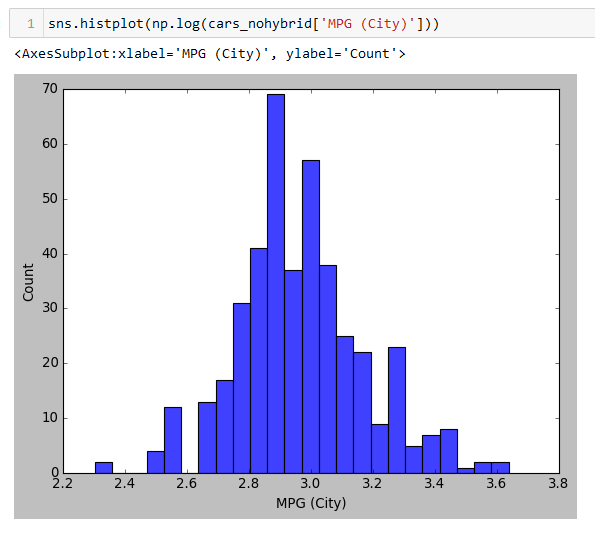 1 sns.histplot(np.log(cars_nohybrid['MPG (City)']))
<AxesSubplot:xlabel='MPG (City)', ylabel='Count'>
70
60
50
40
30
20
10
0
Count
2.2 2.4 2.6 2.8 3.0 3.2 3.4 3.6 3.8
MPG (City)